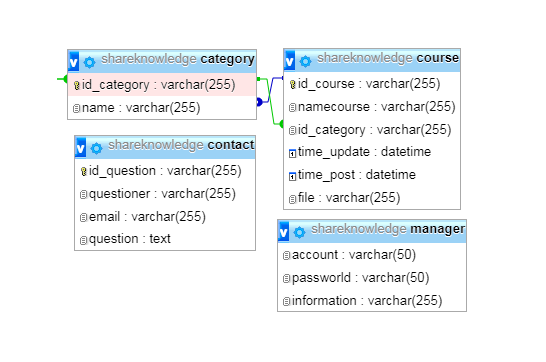 shareknowledge category
id_category : varchar(255)
name : varchar(255)
shareknowledge course
id_course : varchar(255)
namecourse : varchar(255)
id_category : varchar(255)
time_update : datetime
time_post : datetime
file : varchar(255)
shareknowledge contact
id_question : varchar(255)
questioner : varchar(255)
email : varchar(255)
question : text
shareknowledge manager
account : varchar(50)
passworld : varchar(50)
information : varchar(255)